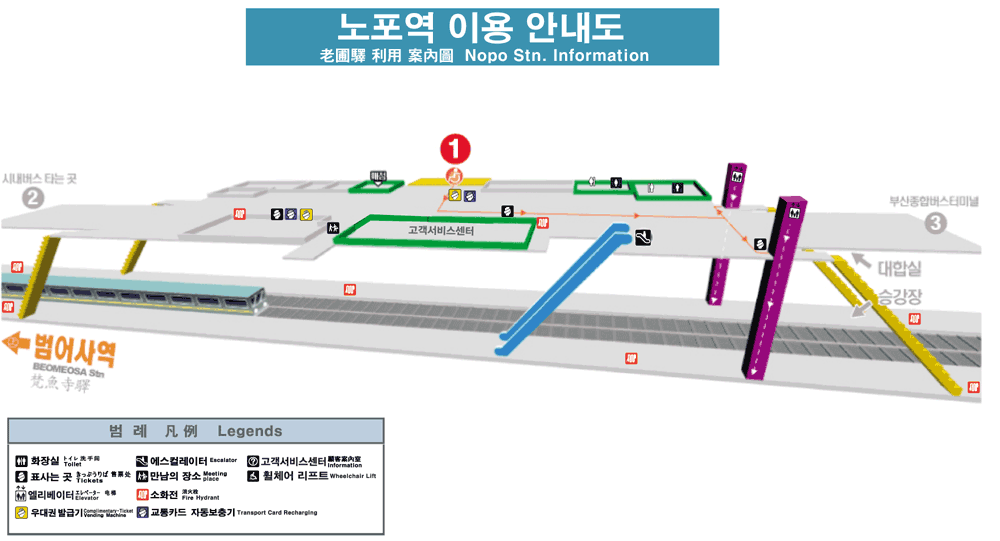 노포역 이용 안내도
老圃驛 利用 案內圖 Nopo Stn. Information
1
시내버스 타는 곳
2
부산종합버스터미널
3
고객서비스센터
대합실
승강장
범어사역
BEOMEOSA Stn
梵魚寺驛
범 례 凡 例 Legends
화장실 トイレ 洗手间 Toilet
에스컬레이터 Escalator
고객서비스센터 顧客案內室 Information
표사는 곳 きっぷうりば 售票处 Tickets
만남의 장소 Meeting place
휠체어 리프트 Wheelchair Lift
엘리베이터 エレベーター 电梯 Elevator
소화전 消火栓 Fire Hydrant
우대권 발급기 Complimentary-Ticket Vending Machine
교통카드 자동보충기 Transport Card Recharging